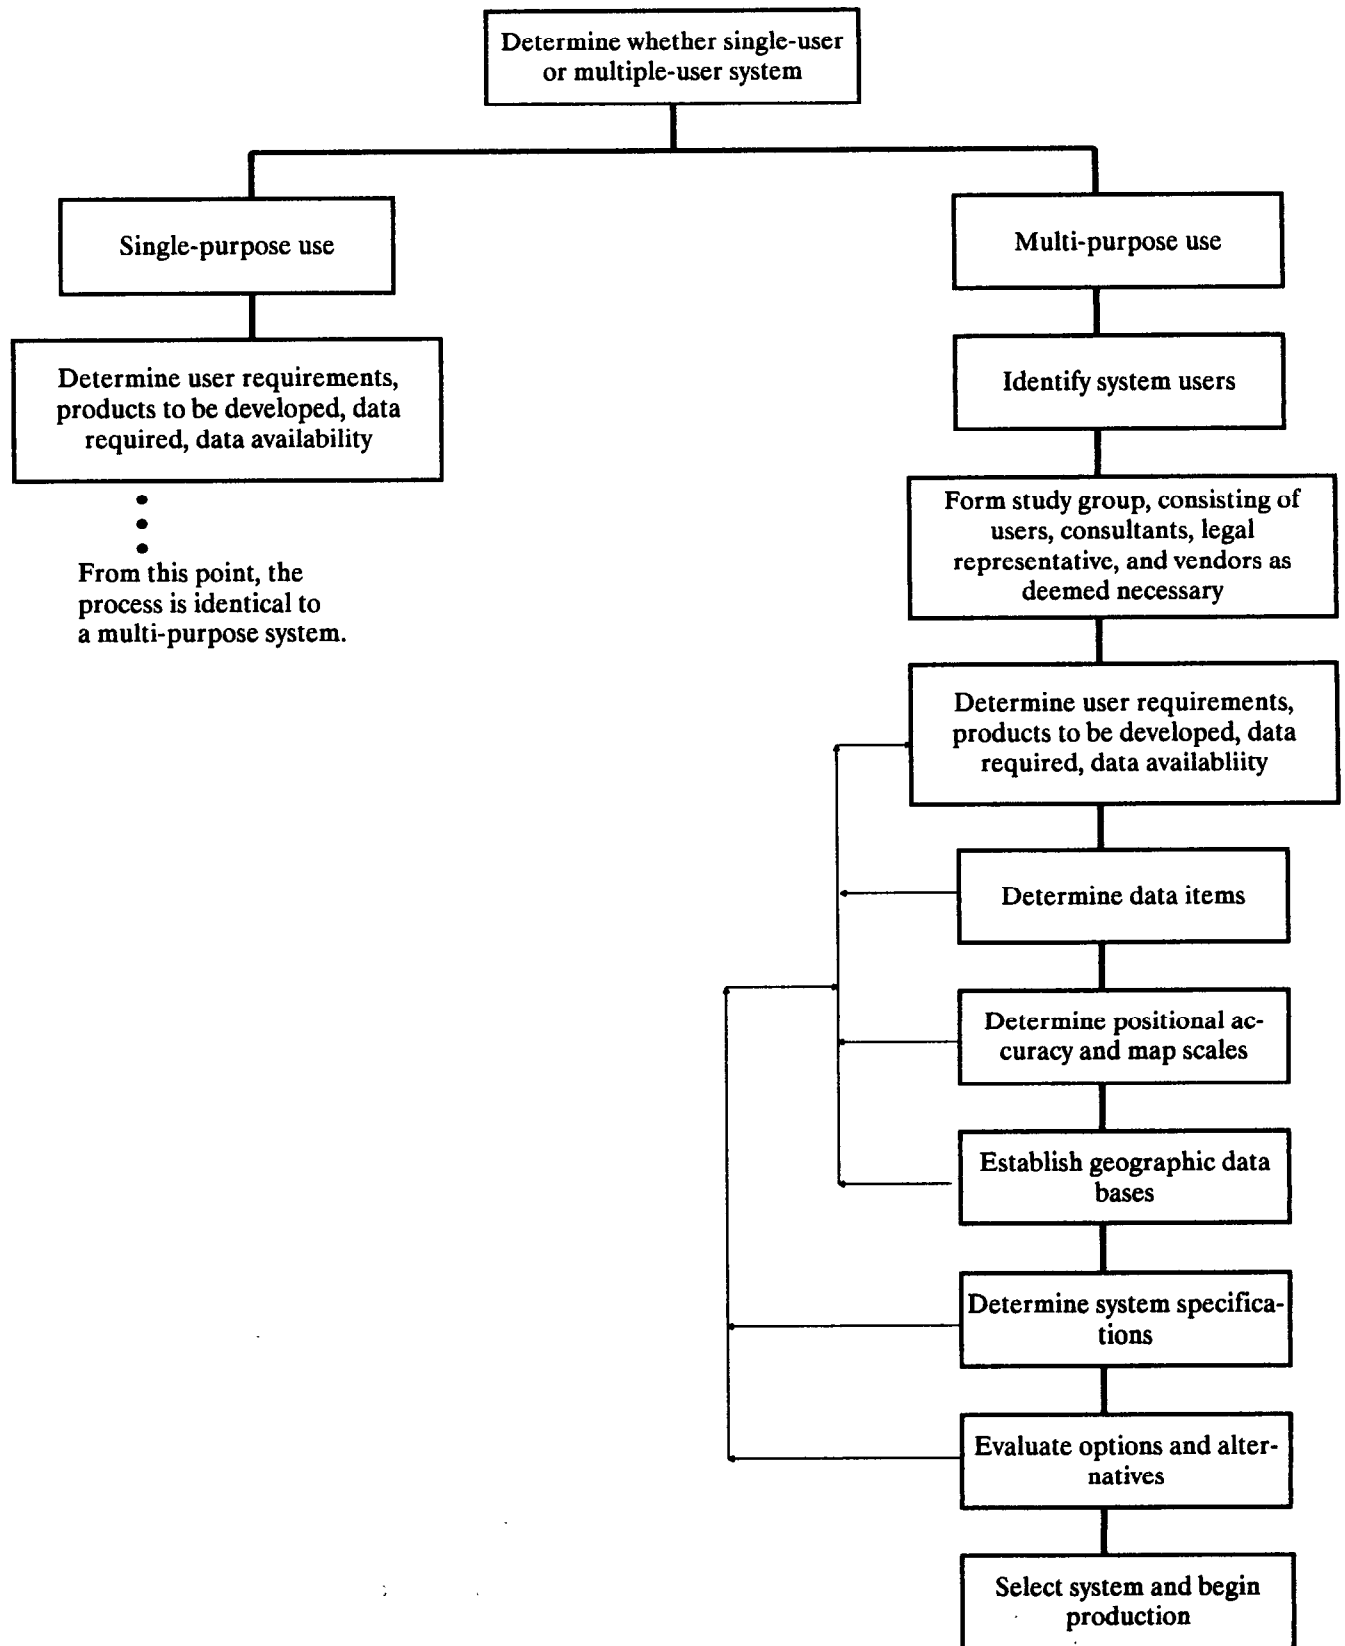 Determine whether single-user
or multiple-user system
Single-purpose use
Multi-purpose use
Determine user requirements,
products to be developed, data
required, data availability
Identify system users
From this point, the
process is identical to
a multi-purpose system.
Form study group, consisting of
users, consultants, legal
representative, and vendors as
deemed necessary
Determine user requirements,
products to be developed, data
required, data availabliity
Determine data items
Determine positional ac-
curacy and map scales
Establish geographic data
bases
Determine system specifica-
tions
Evaluate options and alter-
natives
Select system and begin
production